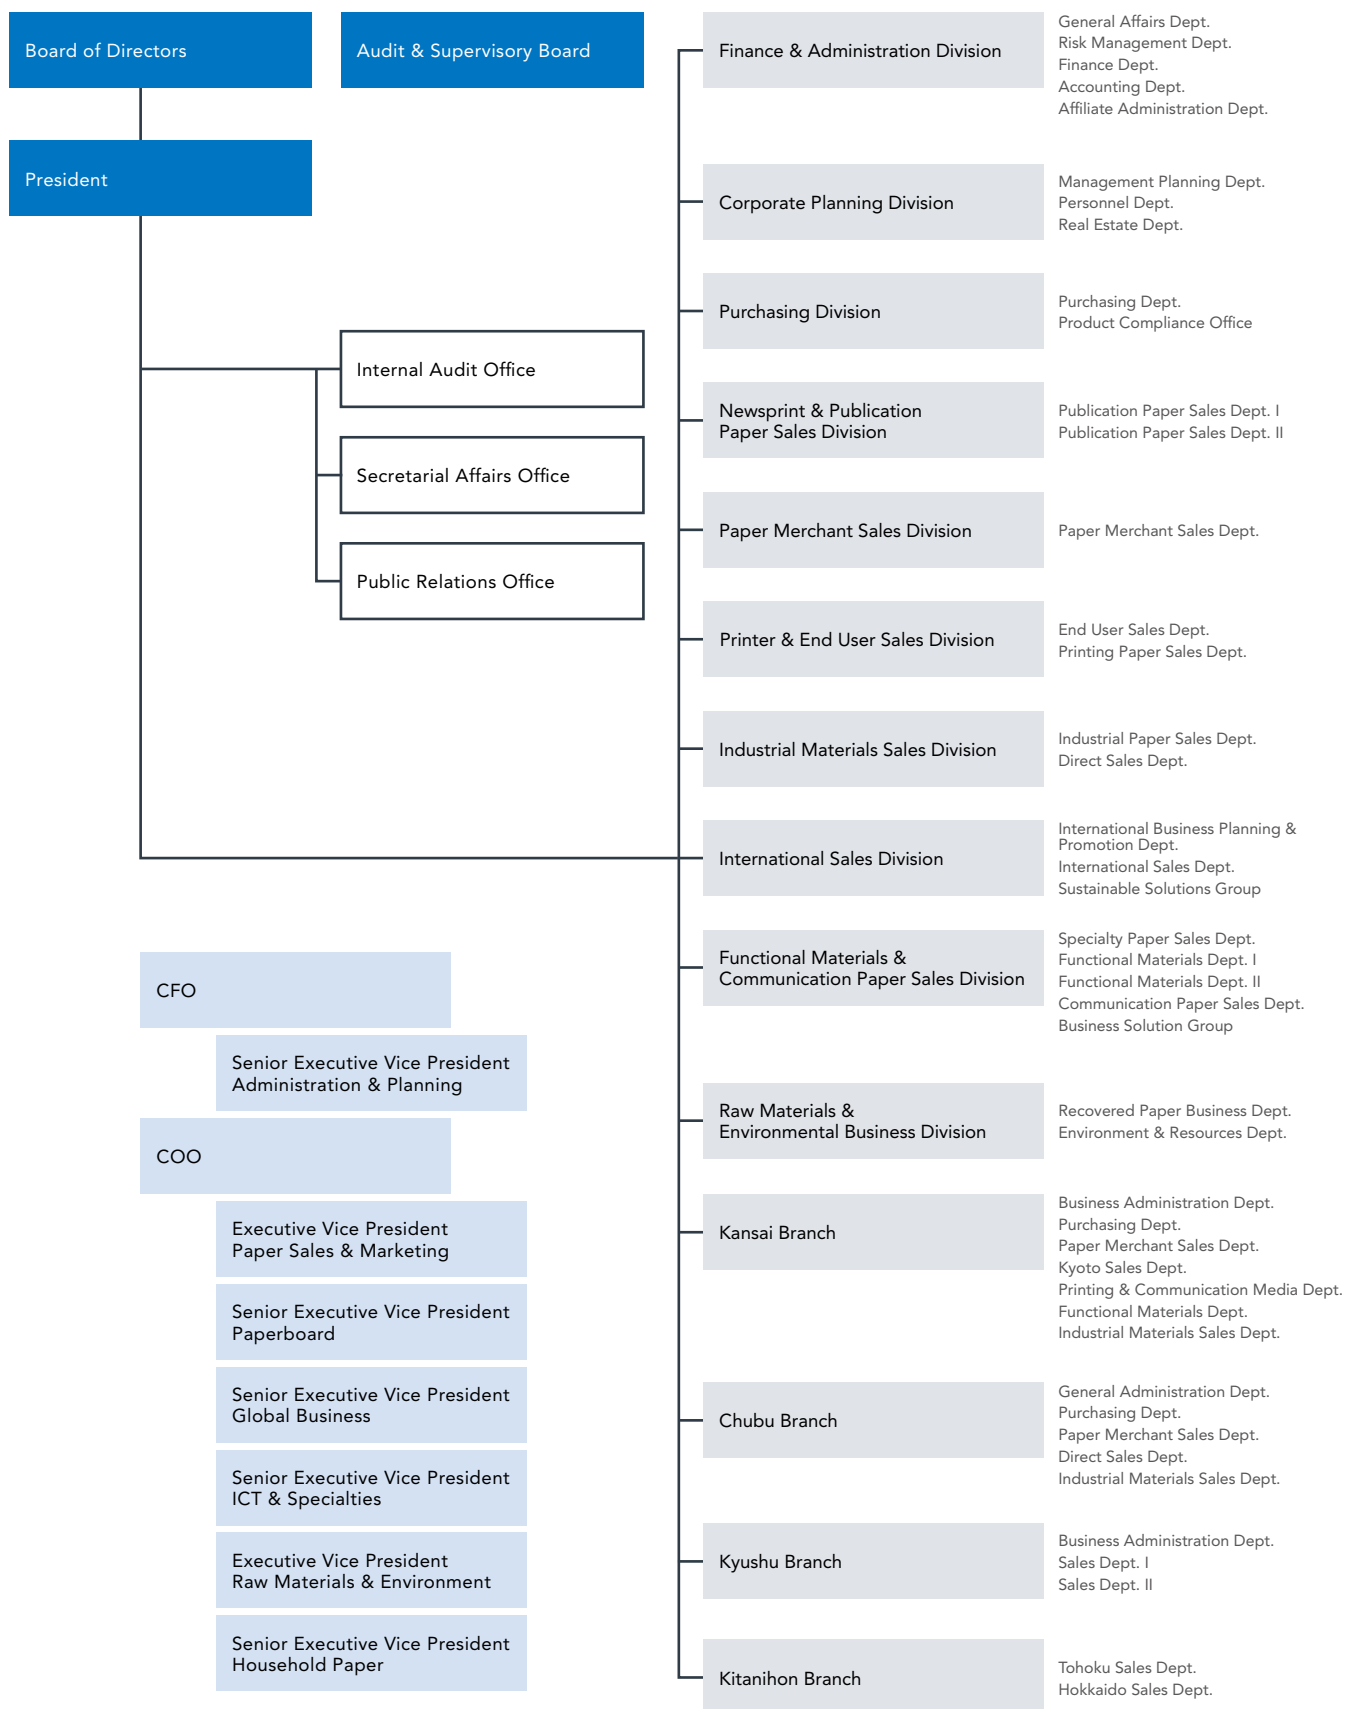 Board of Directors
Audit & Supervisory Board
President
Internal Audit Office
Secretarial Affairs Office
Public Relations Office
CFO
Senior Executive Vice President
Administration & Planning
COO
Executive Vice President
Paper Sales & Marketing
Senior Executive Vice President
Paperboard
Senior Executive Vice President
Global Business
Senior Executive Vice President
ICT & Specialties
Executive Vice President
Raw Materials & Environment
Senior Executive Vice President
Household Paper
Finance & Administration Division
General Affairs Dept.
Risk Management Dept.
Finance Dept.
Accounting Dept.
Affiliate Administration Dept.
Corporate Planning Division
Management Planning Dept.
Personnel Dept.
Real Estate Dept.
Purchasing Division
Purchasing Dept.
Product Compliance Office
Newsprint & Publication
Paper Sales Division
Publication Paper Sales Dept. I
Publication Paper Sales Dept. II
Paper Merchant Sales Division
Paper Merchant Sales Dept.
Printer & End User Sales Division
End User Sales Dept.
Printing Paper Sales Dept.
Industrial Materials Sales Division
Industrial Paper Sales Dept.
Direct Sales Dept.
International Sales Division
International Business Planning &
Promotion Dept.
International Sales Dept.
Sustainable Solutions Group
Functional Materials &
Communication Paper Sales Division
Specialty Paper Sales Dept.
Functional Materials Dept. I
Functional Materials Dept. II
Communication Paper Sales Dept.
Business Solution Group
Raw Materials &
Environmental Business Division
Recovered Paper Business Dept.
Environment & Resources Dept.
Kansai Branch
Business Administration Dept.
Purchasing Dept.
Paper Merchant Sales Dept.
Kyoto Sales Dept.
Printing & Communication Media Dept.
Functional Materials Dept.
Industrial Materials Sales Dept.
Chubu Branch
General Administration Dept.
Purchasing Dept.
Paper Merchant Sales Dept.
Direct Sales Dept.
Industrial Materials Sales Dept.
Kyushu Branch
Business Administration Dept.
Sales Dept. I
Sales Dept. II
Kitanihon Branch
Tohoku Sales Dept.
Hokkaido Sales Dept.